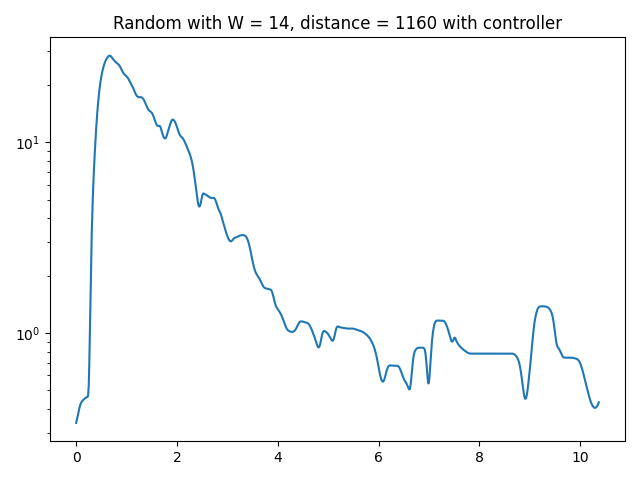 Random with W = 14, distance = 1160 with controller
10¹
10⁰
0 2 4 6 8 10